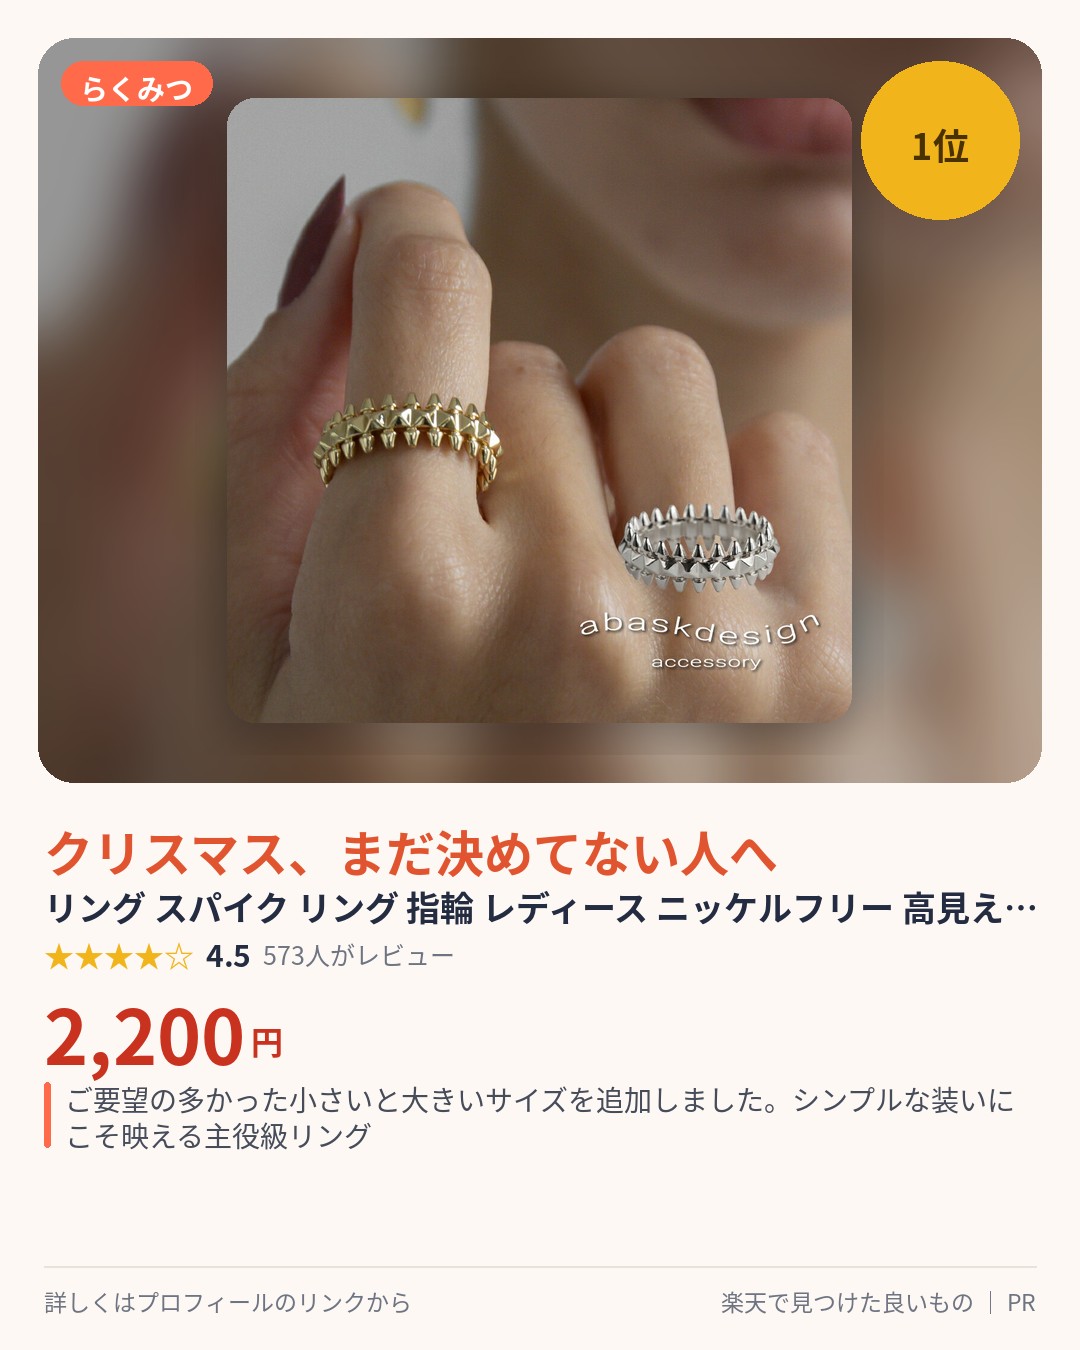 らくみつ
1位
abaskdesign
accessory
クリスマス、まだ決めてない人へ
リング スパイク リング 指輪 レディース ニッケルフリー 高見え…
★★★★☆ 4.5 573人がレビュー
2,200円
ご要望の多かった小さいと大きいサイズを追加しました。シンプルな装いに
こそ映える主役級リング
詳しくはプロフィールのリンクから
楽天で見つけた良いもの｜PR